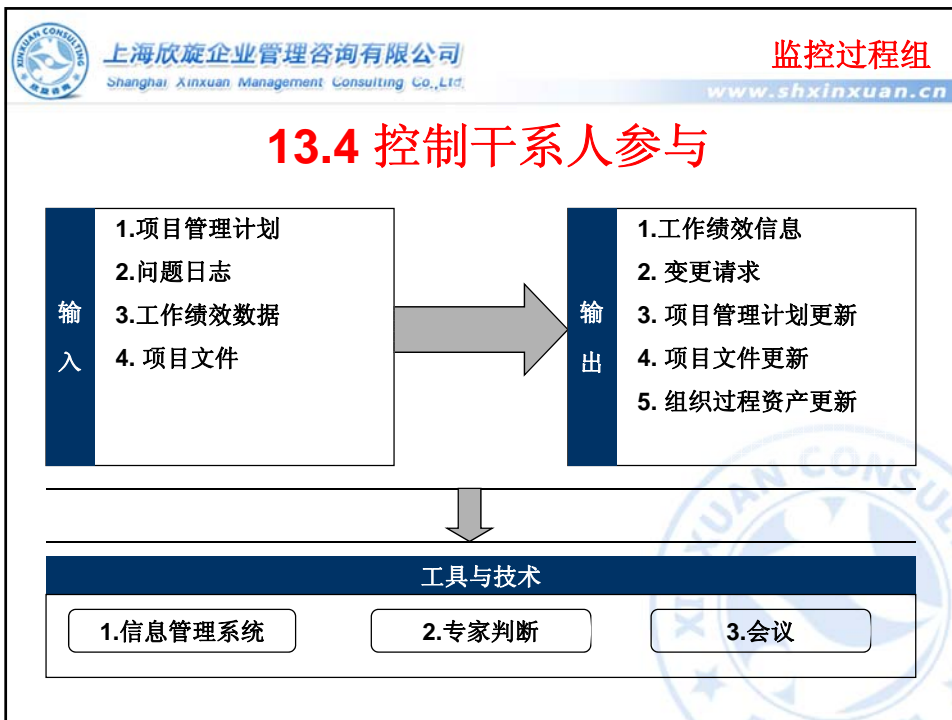 上海欣旋企业管理咨询有限公司
Shanghai Xinxuan Management Consulting Co.,Ltd.
监控过程组
www.shxinxuan.cn
13.4 控制干系人参与
输入
1.项目管理计划
2.问题日志
3.工作绩效数据
4. 项目文件
输出
1.工作绩效信息
2. 变更请求
3. 项目管理计划更新
4. 项目文件更新
5. 组织过程资产更新
工具与技术
1.信息管理系统
2.专家判断
3.会议